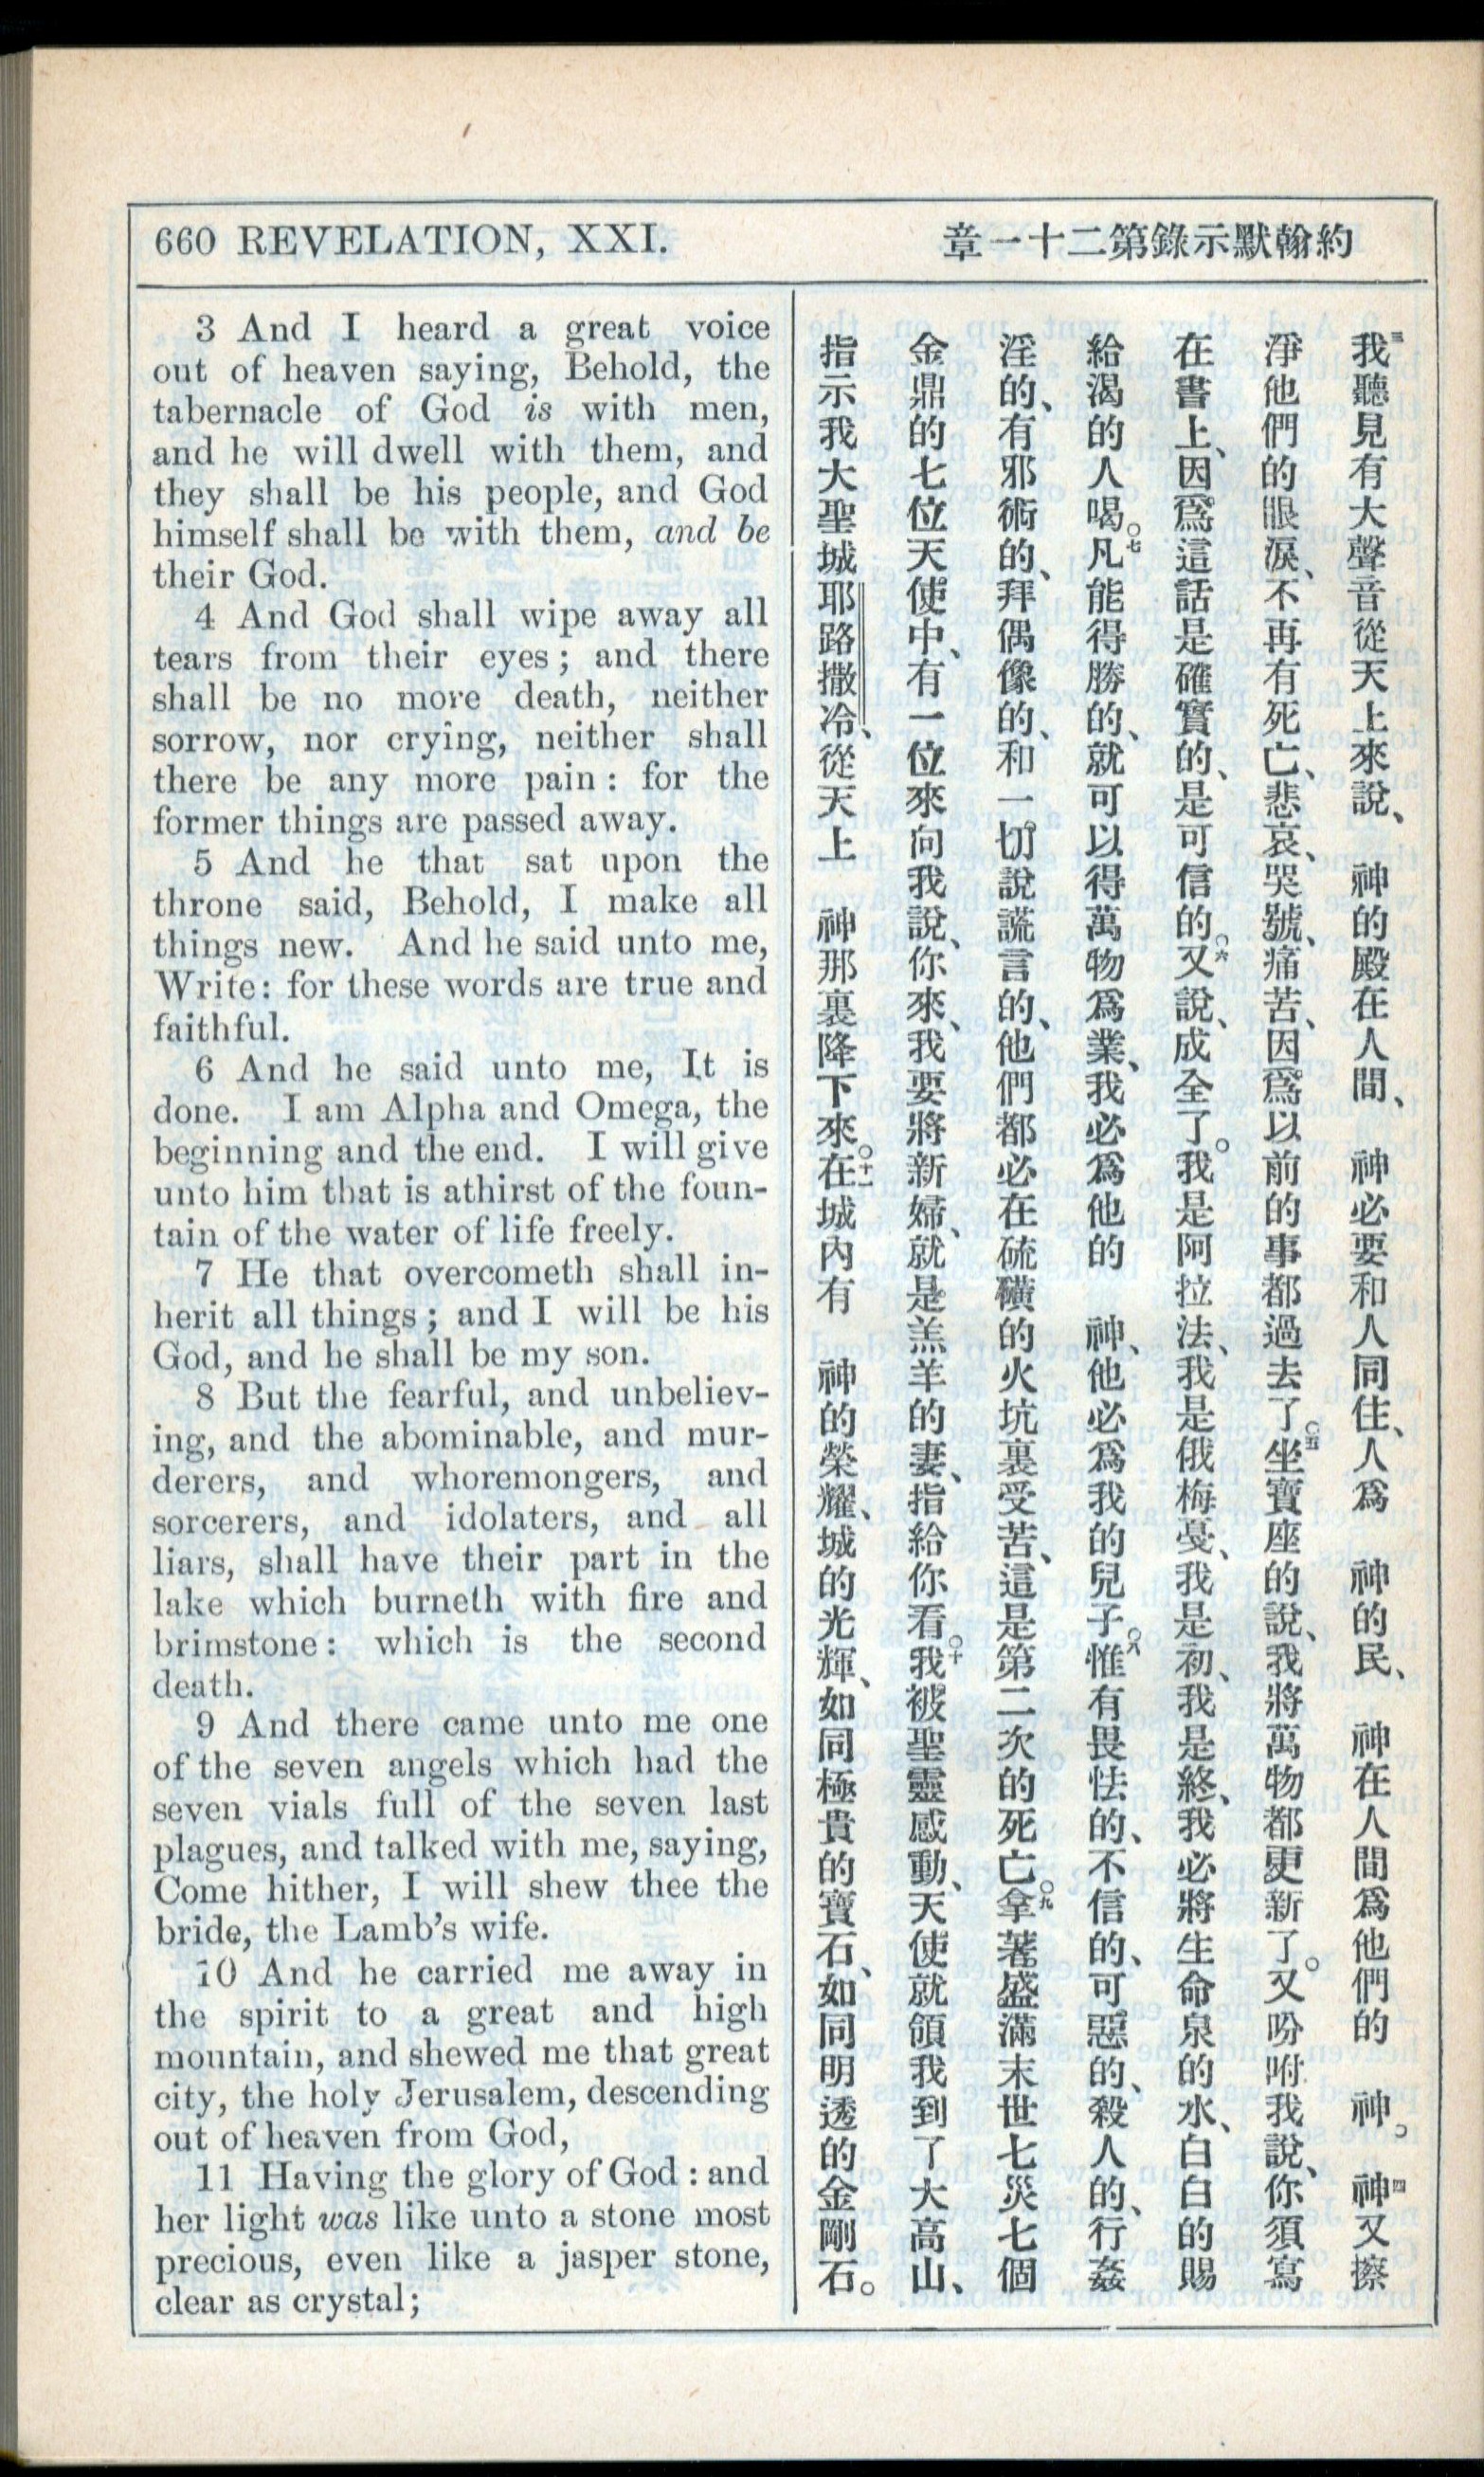 660 REVELATION, XXI.
約翰默示錄第二十一章
3 And I heard a great voice
out of heaven saying, Behold, the
tabernacle of God is with men,
and he will dwell with them, and
they shall be his people, and God
himself shall be with them, and be
their God.
4 And God shall wipe away all
tears from their eyes; and there
shall be no more death, neither
sorrow, nor crying, neither shall
there be any more pain: for the
former things are passed away.
5 And he that sat upon the
throne said, Behold, I make all
things new. And he said unto me,
Write: for these words are true and
faithful.
6 And he said unto me, It is
done. I am Alpha and Omega, the
beginning and the end. I will give
unto him that is athirst of the foun-
tain of the water of life freely.
7 He that overcometh shall in-
herit all things; and I will be his
God, and he shall be my son.
8 But the fearful, and unbeliev-
ing, and the abominable, and mur-
derers, and whoremongers, and
sorcerers, and idolaters, and all
liars, shall have their part in the
lake which burneth with fire and
brimstone: which is the second
death.
9 And there came unto me one
of the seven angels which had the
seven vials full of the seven last
plagues, and talked with me, saying,
Come hither, I will shew thee the
bride, the Lamb's wife.
10 And he carried me away in
the spirit to a great and high
mountain, and shewed me that great
city, the holy Jerusalem, descending
out of heaven from God,
11 Having the glory of God: and
her light was like unto a stone most
precious, even like a jasper stone,
clear as crystal;
三我聽見有大聲音從天上來說、 神的殿在人間、 神必要和人同住、人爲 神的民、 神在人間爲他們的 神。四 神又擦
淨他們的眼淚、不再有死亡、悲哀、哭號、痛苦、因爲以前的事都過去了。五坐寶座的說、我將萬物都更新了。又吩咐我說、你須寫
在書上、因爲這話是確實的、是可信的。六又說、成全了。我是阿拉法、我是俄梅戛、我是初、我是終、我必將生命泉的水、白白的賜
給渴的人喝。七凡能得勝的、就可以得萬物爲業、我必爲他的 神、他必爲我的兒子。八惟有畏怯的、不信的、可惡的、殺人的、行姦
淫的、有邪術的、拜偶像的、和一切說謊言的、他們都必在硫磺的火坑裏受苦、這是第二次的死亡。九拿著盛滿末世七災七個
金鼎的七位天使中、有一位來向我說、你來、我要將新婦、就是羔羊的妻、指給你看。十我被聖靈感動、天使就領我到了大高山、
指示我大聖城耶路撒冷、從天上 神那裏降下來。十一在城內有 神的榮耀、城的光輝、如同極貴的寶石、如同明透的金剛石。